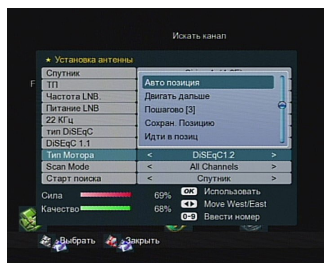 Искать канал
★ Установка антенны
Спутник
ТП
F
Частота LNB.
Питание LNB
22 КГц
тип DiSEqC
DiSEqC 1.1
Авто позиция
Двигать дальше
Пошагово [3]
Сохран. Позицию
Идти в позиц
Тип Мотора < DiSEqC1.2 >
Scan Mode < All Channels >
Старт поиска < Спутник >
Сила 69% OK Использовать
Качество 68% Move West/East
0-9 Ввести номер
Выбрать Закрыть